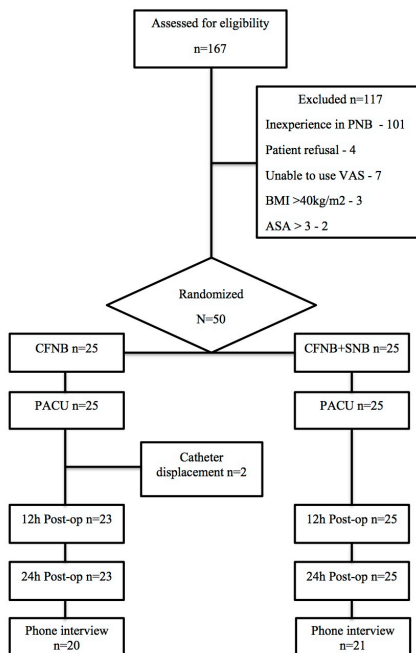 Assessed for eligibility
n=167
Excluded n=117
Inexperience in PNB - 101
Patient refusal - 4
Unable to use VAS - 7
BMI >40kg/m2 - 3
ASA > 3 - 2
Randomized
N=50
CFNB n=25
CFNB+SNB n=25
PACU n=25
PACU n=25
Catheter
displacement n=2
12h Post-op n=23
12h Post-op n=25
24h Post-op n=23
24h Post-op n=25
Phone interview
n=20
Phone interview
n=21